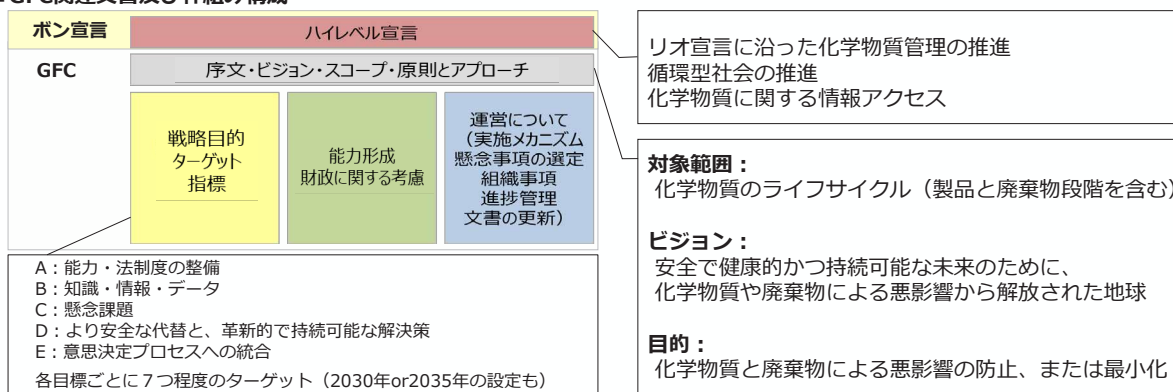 GFC関連文書及び枠組の構成
ボン宣言
ハイレベル宣言
GFC
序文・ビジョン・スコープ・原則とアプローチ
戦略目的
ターゲット
指標
能力形成
財政に関する考慮
運営について
（実施メカニズム
懸念事項の選定
組織事項
進捗管理
文書の更新）
A：能力・法制度の整備
B：知識・情報・データ
C：懸念課題
D：より安全な代替と、革新的で持続可能な解決策
E：意思決定プロセスへの統合
各目標ごとに７つ程度のターゲット（2030年or2035年の設定も）
リオ宣言に沿った化学物質管理の推進
循環型社会の推進
化学物質に関する情報アクセス
対象範囲：
化学物質のライフサイクル（製品と廃棄物段階を含む）
ビジョン：
安全で健康的かつ持続可能な未来のために、
化学物質や廃棄物による悪影響から解放された地球
目的：
化学物質と廃棄物による悪影響の防止、または最小化